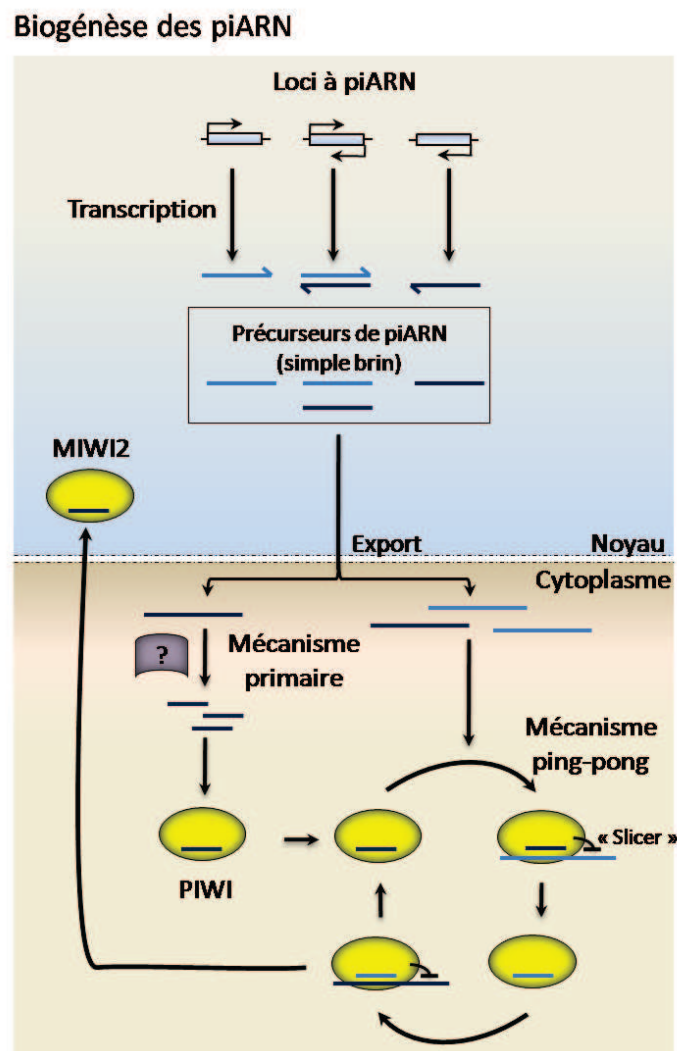 Biogénèse des piARN
Loci à piARN
Transcription
Précurseurs de piARN
(simple brin)
MIWI2
Export
Noyau
Cytoplasme
?
Mécanisme
primaire
Mécanisme
ping-pong
« Slicer »
PIWI